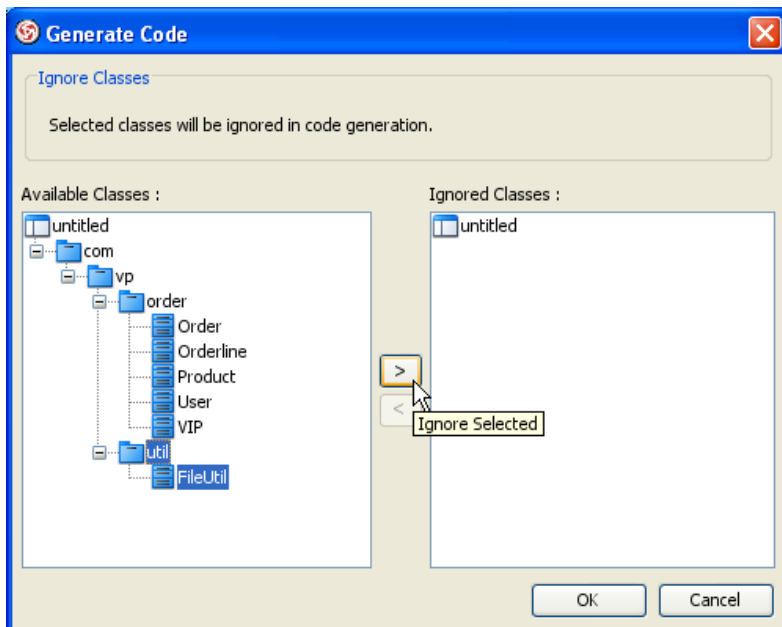 Generate Code
Ignore Classes
Selected classes will be ignored in code generation.
Available Classes :
untitled
com
vp
order
Order
Orderline
Product
User
VIP
util
FileUtil
>
<
Ignore Selected
Ignored Classes :
untitled
OK
Cancel